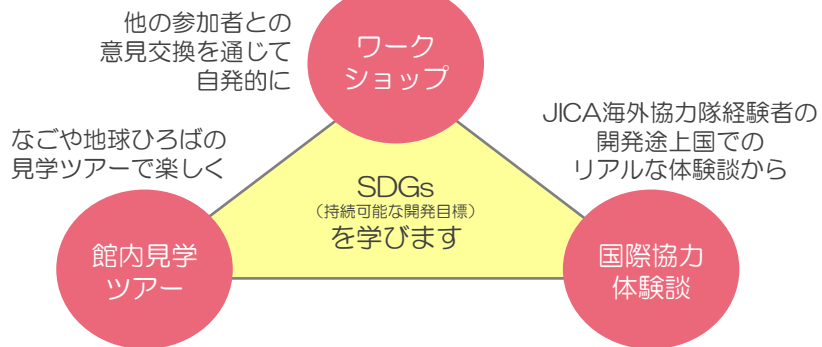 他の参加者との
意見交換を通じて
自発的に
ワーク
ショップ
JICA海外協力隊経験者の
開発途上国での
リアルな体験談から
なごや地球ひろばの
見学ツアーで楽しく
SDGs
（持続可能な開発目標）
を学びます
館内見学
ツアー
国際協力
体験談